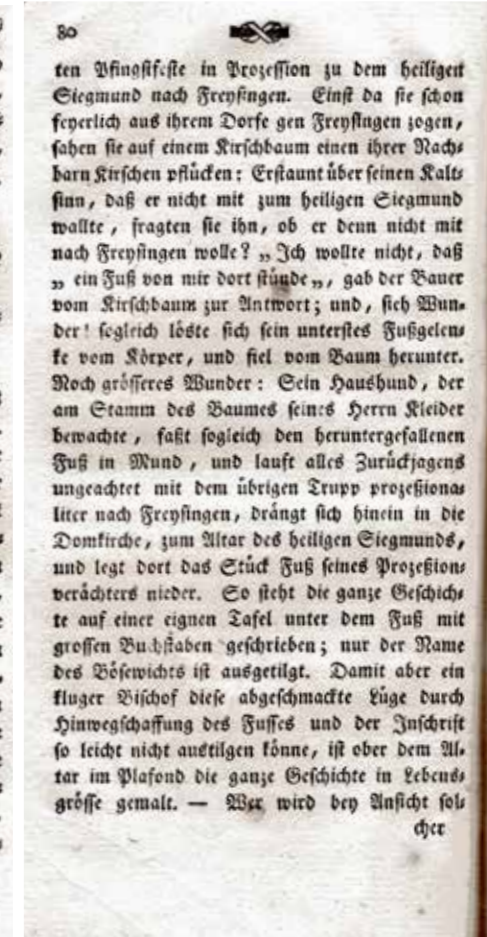 80
ten Pfingstfeste in Prozession zu dem heiligen
Siegmund nach Freysingen. Einst da sie schon
feyerlich aus ihrem Dorfe gen Freysingen zogen,
sahen sie auf einem Kirschbaum einen ihrer Nach-
barn Kirschen pflücken: Erstaunt über seinen Kalt-
sinn, daß er nicht mit zum heiligen Siegmund
wallte, fragten sie ihn, ob er denn nicht mit
nach Freysingen wolle? „Ich wollte nicht, daß
„ ein Fuß von mir dort stünde„, gab der Bauer
vom Kirschbaum zur Antwort; und, sieh Wun-
der! sogleich löste sich sein unterstes Fußgelen-
ke vom Körper, und fiel vom Baum herunter.
Noch grösseres Wunder: Sein Haushund, der
am Stamm des Baumes seines Herrn Kleider
bewachte, faßt sogleich den heruntergefallenen
Fuß in Mund, und lauft alles Zurückjagens
ungeachtet mit dem übrigen Trupp prozeßiona-
liter nach Freysingen, drängt sich hinein in die
Domkirche, zum Altar des heiligen Siegmunds,
und legt dort das Stück Fuß seines Prozeßion-
verächters nieder. So steht die ganze Geschich-
te auf einer eignen Tafel unter dem Fuß mit
grossen Buchstaben geschrieben; nur der Name
des Bösewichts ist ausgetilgt. Damit aber ein
kluger Bischof diese abgeschmackte Lüge durch
Hinwegschaffung des Fusses und der Inschrift
so leicht nicht austilgen könne, ist ober dem Al-
tar im Plafond die ganze Geschichte in Lebens-
grösse gemalt. — Wer wird bey Ansicht sol-
cher